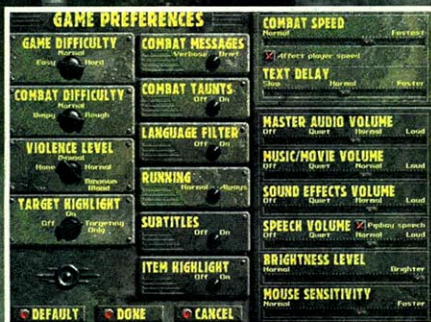 GAME PREFERENCES
GAME DIFFICULTY
Normal
Easy Hard
COMBAT DIFFICULTY
Normal
Wimpy Rough
VIOLENCE LEVEL
None Normal
Maximum
Blood
TARGET HIGHLIGHT
On
Off Targeting
Only
COMBAT MESSAGES
Verbose Brief
COMBAT TAUNTS
Off On
LANGUAGE FILTER
Off On
RUNNING
Normal Always
SUBTITLES
Off On
ITEM HIGHLIGHT
Off On
COMBAT SPEED
Normal Fastest
Affect player speed
TEXT DELAY
Slow Normal Faster
MASTER AUDIO VOLUME
Off Quiet Normal Loud
MUSIC/MOVIE VOLUME
Off Quiet Normal Loud
SOUND EFFECTS VOLUME
Off Quiet Normal Loud
SPEECH VOLUME
Off Quiet Normal Loud
BRIGHTNESS LEVEL
Normal Brighter
MOUSE SENSITIVITY
Normal Faster
DEFAULT DONE CANCEL